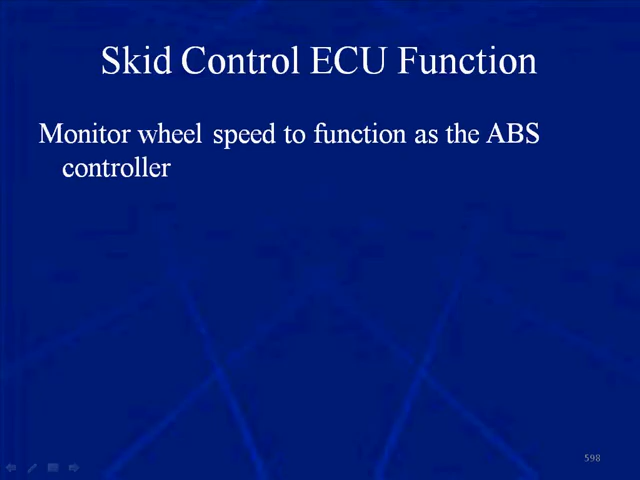 Skid Control ECU Function
Monitor wheel speed to function as the ABS
controller
598